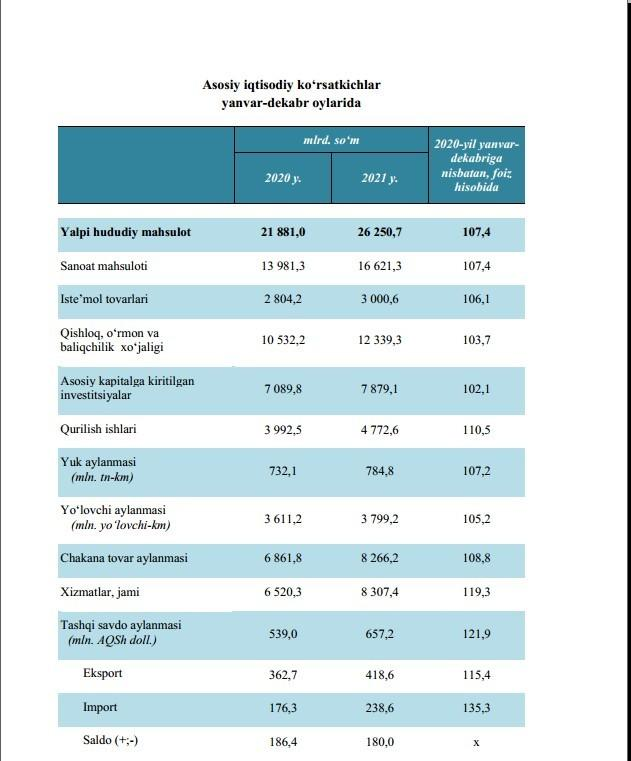 Asosiy iqtisodiy ko‘rsatkichlar
yanvar-dekabr oylarida
mlrd. so‘m
2020 y.
2021 y.
2020-yil yanvar-
dekabriga
nisbatan, foiz
hisobida
Yalpi hududiy mahsulot 21 881,0 26 250,7 107,4
Sanoat mahsuloti 13 981,3 16 621,3 107,4
Iste’mol tovarlari 2 804,2 3 000,6 106,1
Qishloq, o‘rmon va
baliqchilik xo‘jaligi 10 532,2 12 339,3 103,7
Asosiy kapitalga kiritilgan
investitsiyalar 7 089,8 7 879,1 102,1
Qurilish ishlari 3 992,5 4 772,6 110,5
Yuk aylanmasi
(mln. tn-km) 732,1 784,8 107,2
Yo‘lovchi aylanmasi
(mln. yo‘lovchi-km) 3 611,2 3 799,2 105,2
Chakana tovar aylanmasi 6 861,8 8 266,2 108,8
Xizmatlar, jami 6 520,3 8 307,4 119,3
Tashqi savdo aylanmasi
(mln. AQSh doll.) 539,0 657,2 121,9
Eksport 362,7 418,6 115,4
Import 176,3 238,6 135,3
Saldo (+;-) 186,4 180,0 x